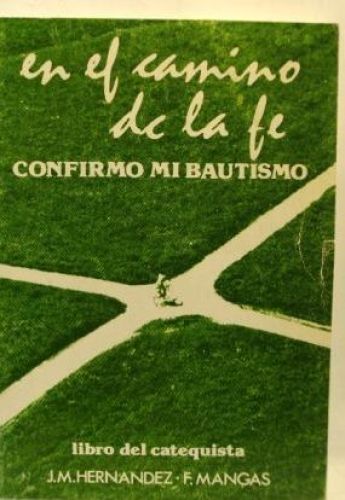 en el camino
de la fe
CONFIRMO MI BAUTISMO
libro del catequista
J.M. HERNANDEZ · F. MANGAS